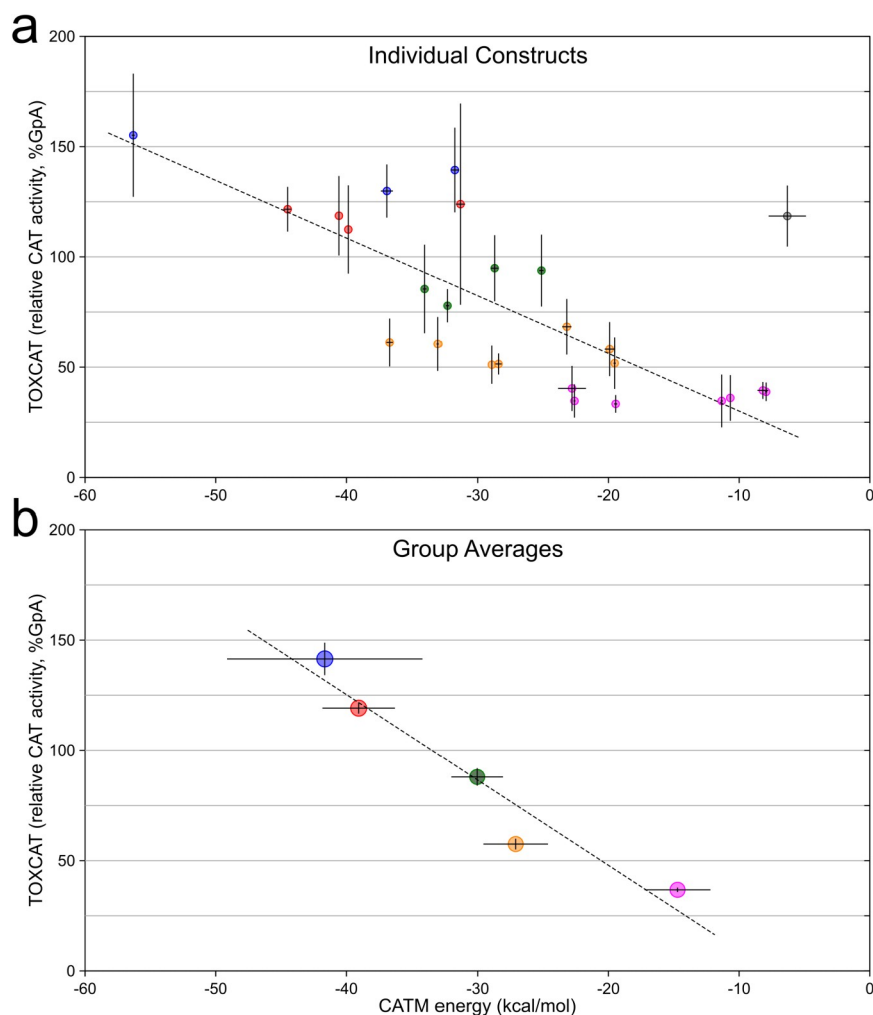 a
Individual Constructs
TOXCAT (relative CAT activity, %GpA)
200
150
100
50
0
-60 -50 -40 -30 -20 -10 0
b
Group Averages
TOXCAT (relative CAT activity, %GpA)
200
150
100
50
0
-60 -50 -40 -30 -20 -10 0
CATM energy (kcal/mol)